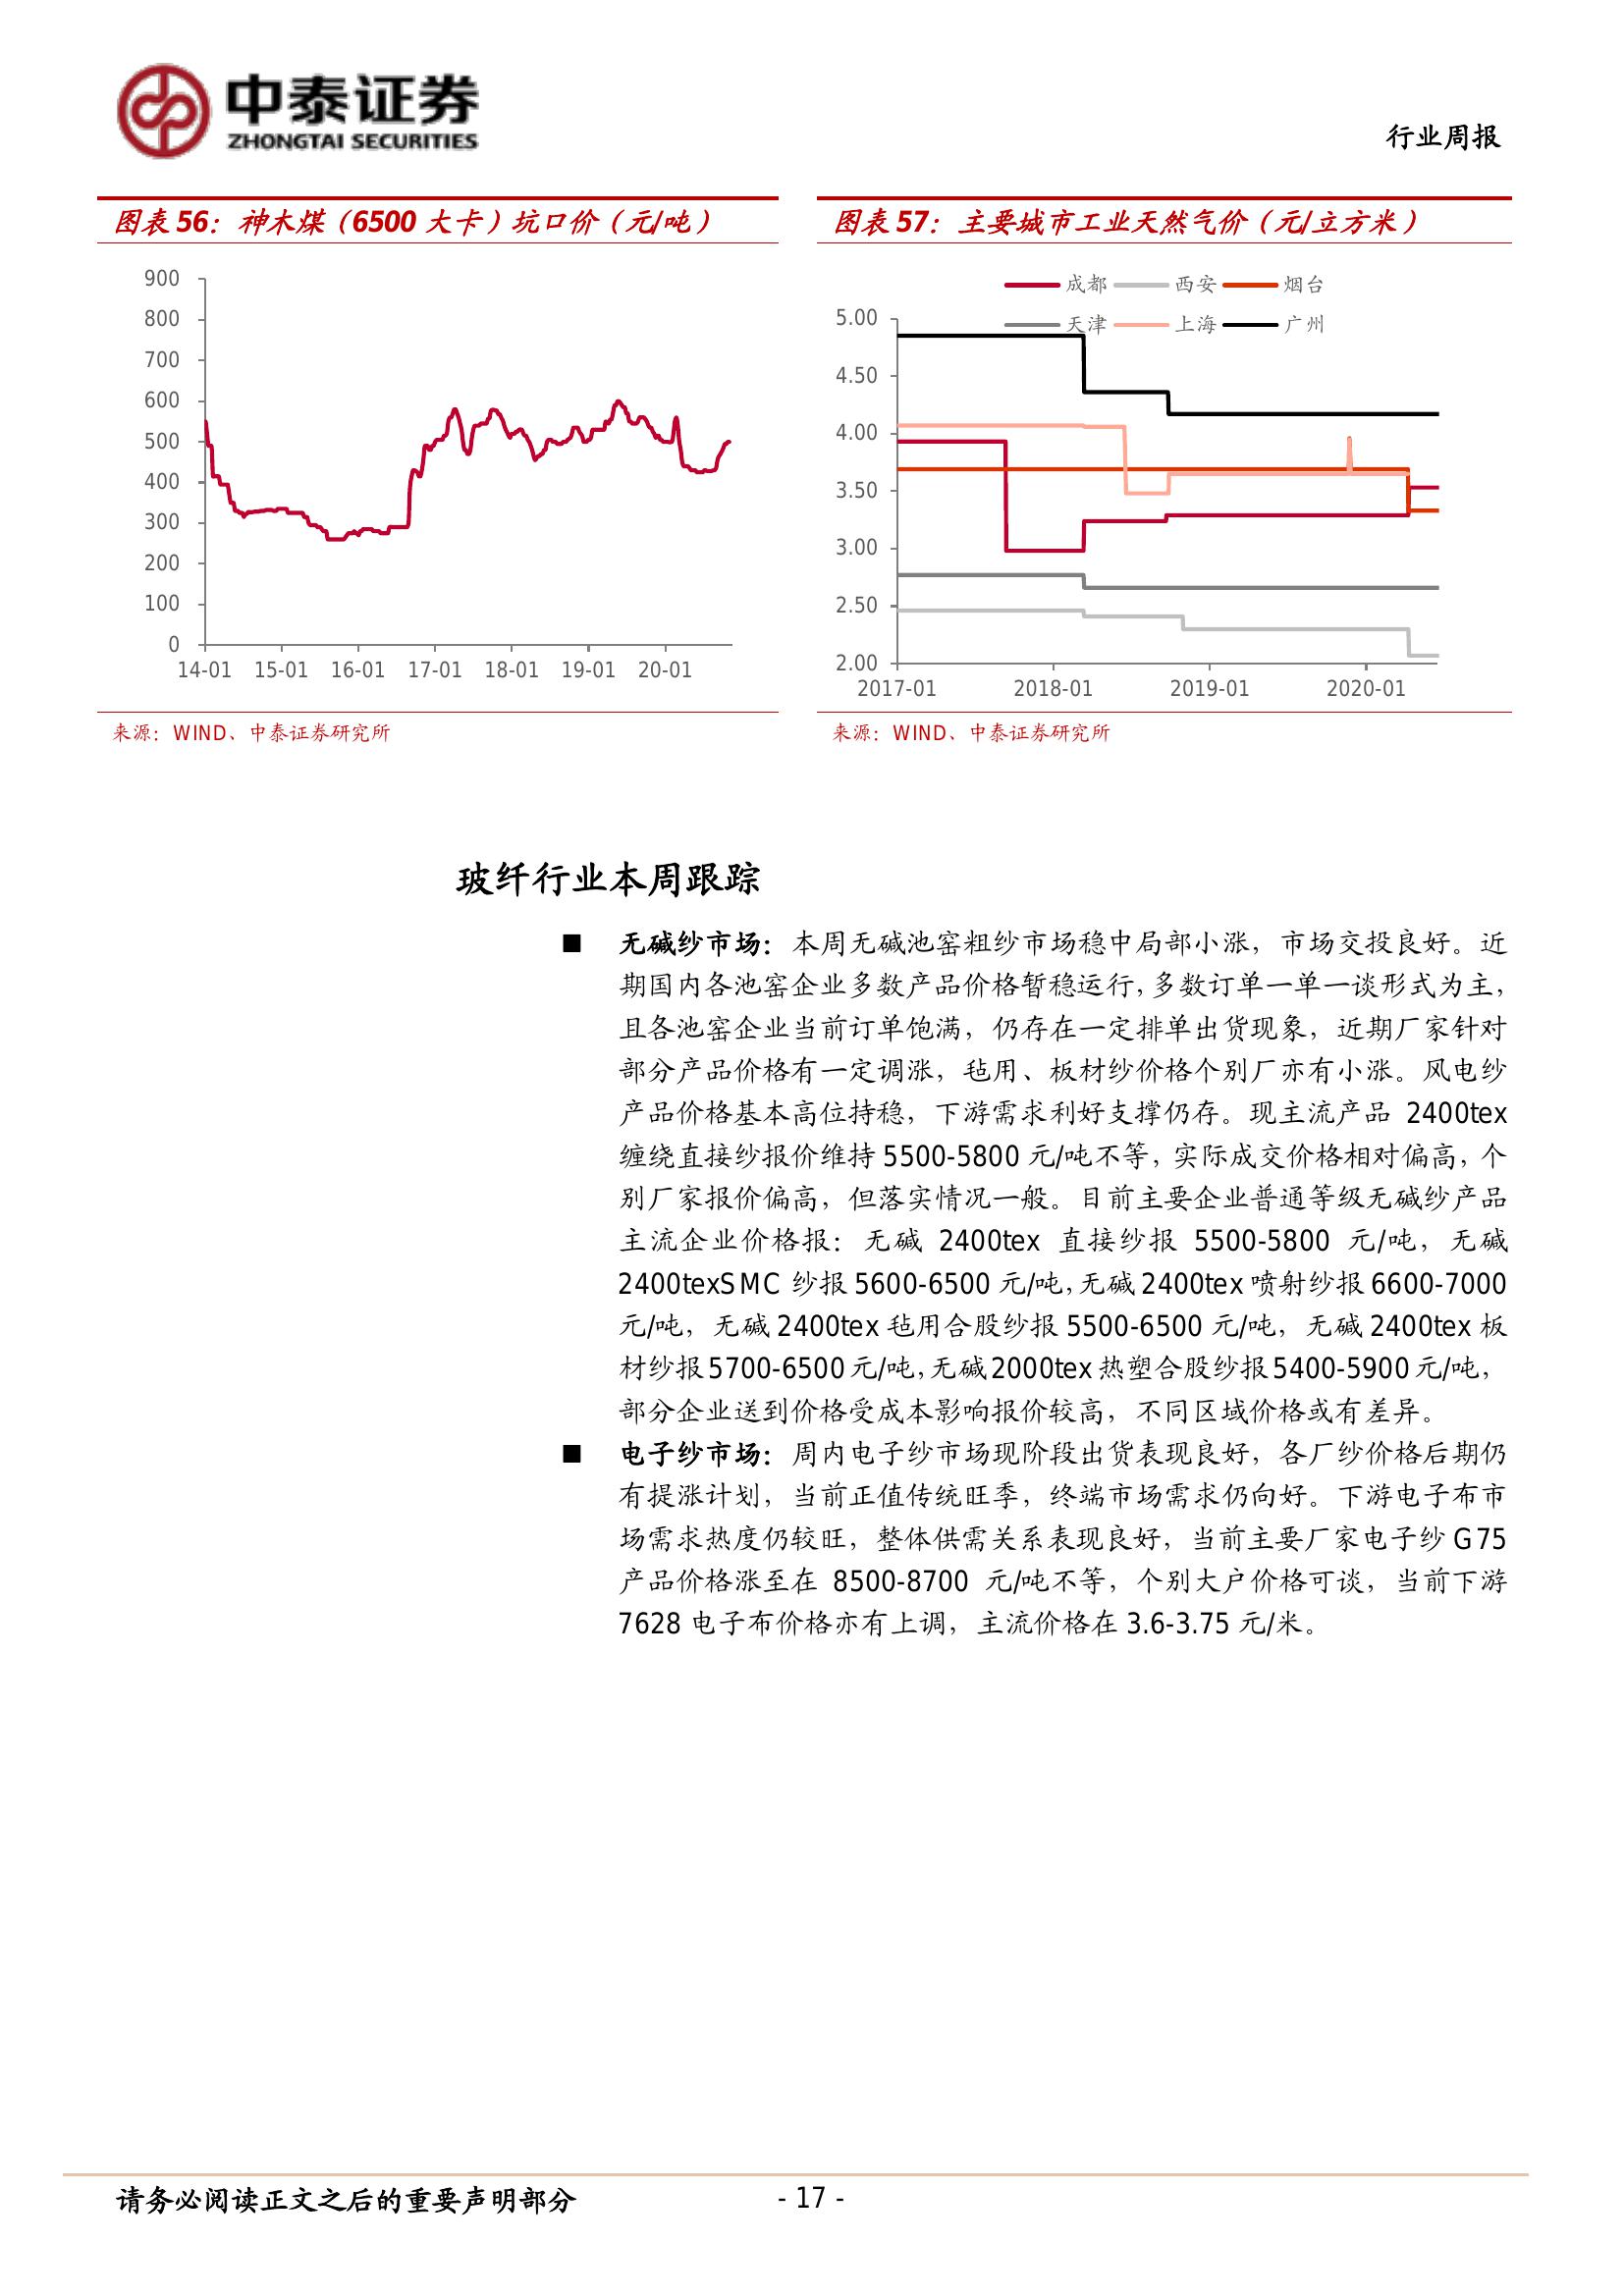 中泰证券
ZHONGTAI SECURITIES
行业周报
图表 56：神木煤（6500 大卡）坑口价（元/吨）
900
800
700
600
500
400
300
200
100
0
14-01 15-01 16-01 17-01 18-01 19-01 20-01
来源：WIND、中泰证券研究所
图表 57：主要城市工业天然气价（元/立方米）
成都 西安 烟台
天津 上海 广州
5.00
4.50
4.00
3.50
3.00
2.50
2.00
2017-01 2018-01 2019-01 2020-01
来源：WIND、中泰证券研究所
玻纤行业本周跟踪
■ 无碱纱市场：本周无碱池窑粗纱市场稳中局部小涨，市场交投良好。近
期国内各池窑企业多数产品价格暂稳运行，多数订单一单一谈形式为主，
且各池窑企业当前订单饱满，仍存在一定排单出货现象，近期厂家针对
部分产品价格有一定调涨，毡用、板材纱价格个别厂亦有小涨。风电纱
产品价格基本高位持稳，下游需求利好支撑仍存。现主流产品 2400tex
缠绕直接纱报价维持 5500-5800 元/吨不等，实际成交价格相对偏高，个
别厂家报价偏高，但落实情况一般。目前主要企业普通等级无碱纱产品
主流企业价格报：无碱 2400tex 直接纱报 5500-5800 元/吨，无碱
2400texSMC 纱报 5600-6500 元/吨，无碱 2400tex 喷射纱报 6600-7000
元/吨，无碱 2400tex 毡用合股纱报 5500-6500 元/吨，无碱 2400tex 板
材纱报 5700-6500 元/吨，无碱 2000tex 热塑合股纱报 5400-5900 元/吨，
部分企业送到价格受成本影响报价较高，不同区域价格或有差异。
■ 电子纱市场：周内电子纱市场现阶段出货表现良好，各厂纱价格后期仍
有提涨计划，当前正值传统旺季，终端市场需求仍向好。下游电子布市
场需求热度仍较旺，整体供需关系表现良好，当前主要厂家电子纱 G75
产品价格涨至在 8500-8700 元/吨不等，个别大户价格可谈，当前下游
7628 电子布价格亦有上调，主流价格在 3.6-3.75 元/米。
请务必阅读正文之后的重要声明部分
- 17 -